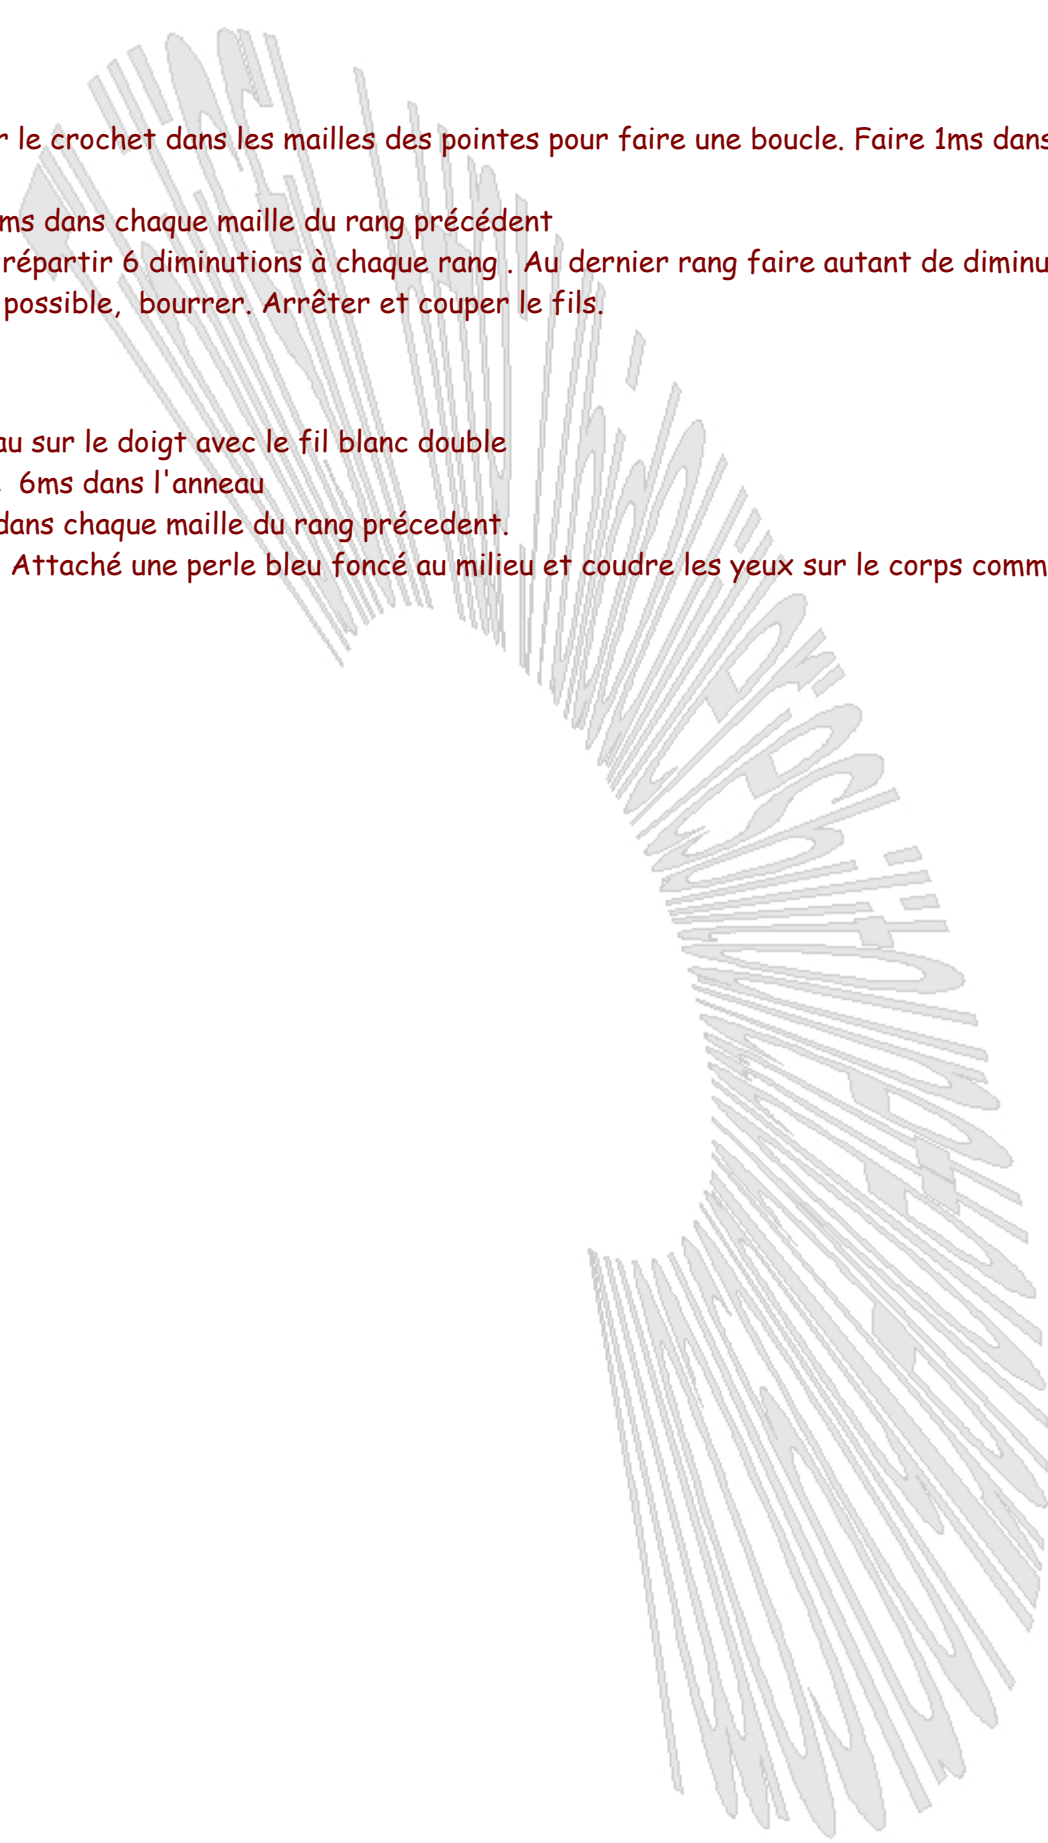 r le crochet dans les mailles des pointes pour faire une boucle. Faire 1ms dans
ms dans chaque maille du rang précédent
répartir 6 diminutions à chaque rang . Au dernier rang faire autant de diminu
possible,  bourrer. Arrêter et couper le fils.
au sur le doigt avec le fil blanc double
6ms dans l'anneau
dans chaque maille du rang précedent.
Attaché une perle bleu foncé au milieu et coudre les yeux sur le corps comm